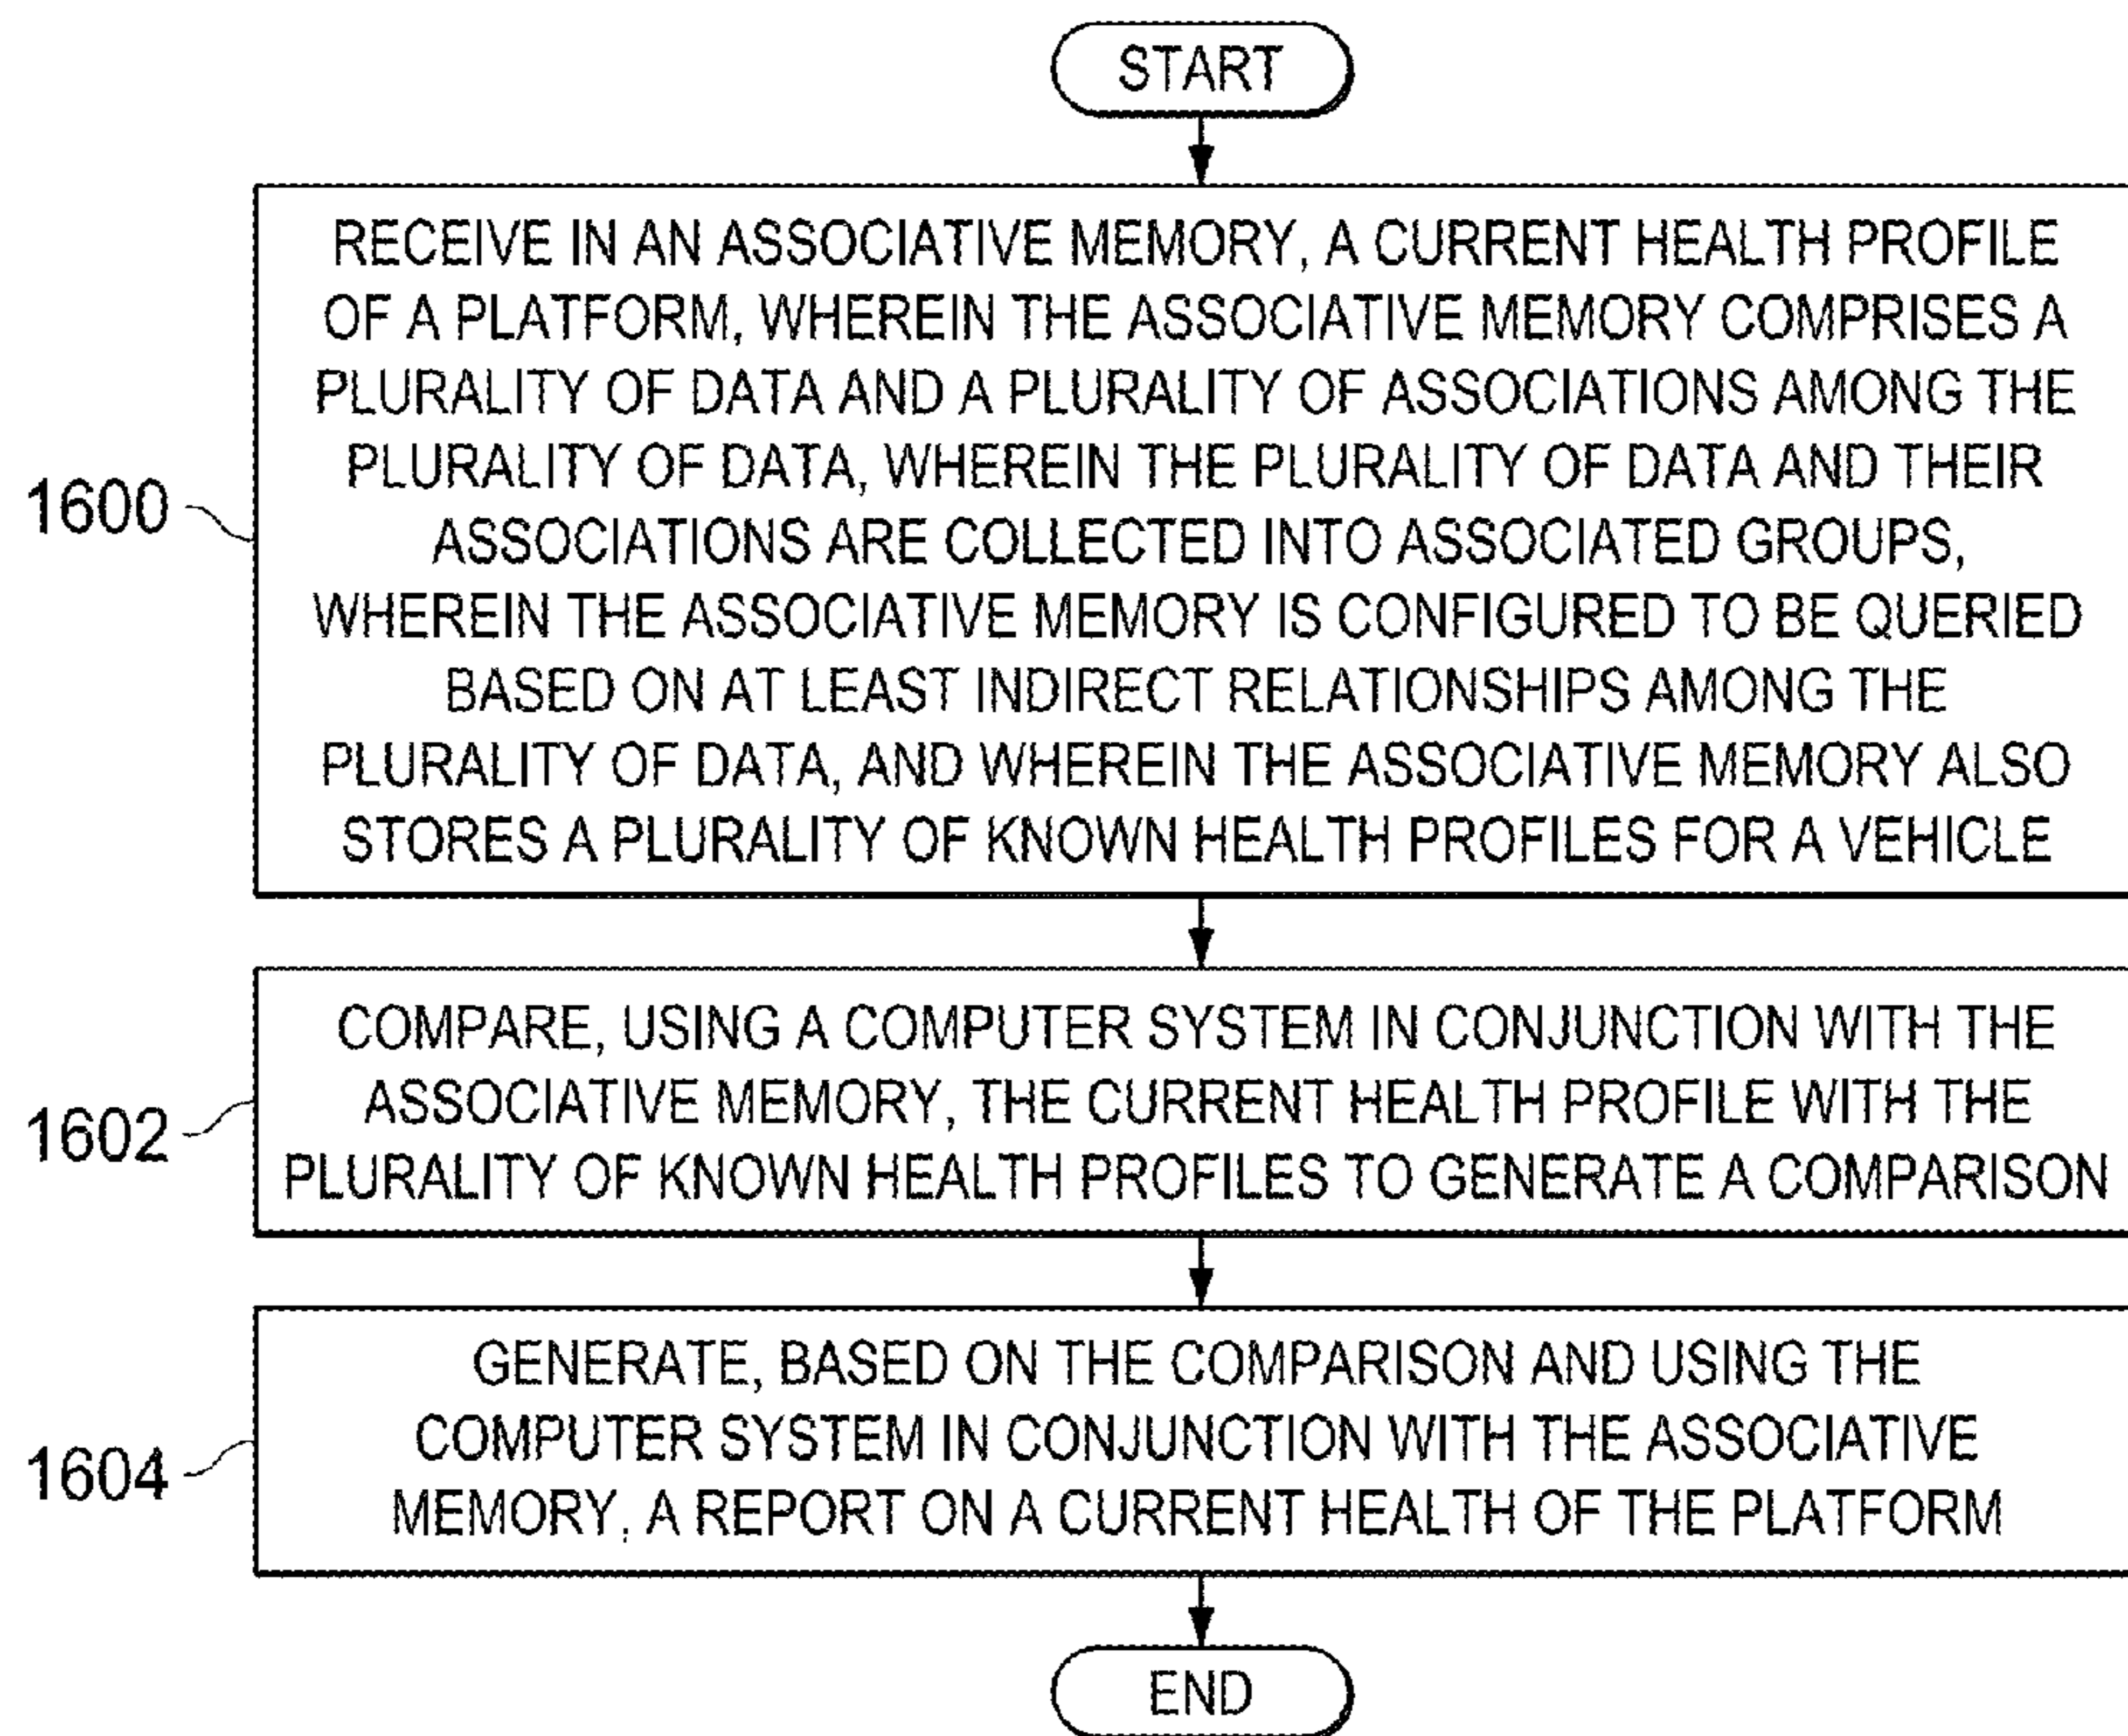 START
RECEIVE IN AN ASSOCIATIVE MEMORY, A CURRENT HEALTH PROFILE
OF A PLATFORM, WHEREIN THE ASSOCIATIVE MEMORY COMPRISES A
PLURALITY OF DATA AND A PLURALITY OF ASSOCIATIONS AMONG THE
PLURALITY OF DATA, WHEREIN THE PLURALITY OF DATA AND THEIR
1600
ASSOCIATIONS ARE COLLECTED INTO ASSOCIATED GROUPS,
WHEREIN THE ASSOCIATIVE MEMORY IS CONFIGURED TO BE QUERIED
BASED ON AT LEAST INDIRECT RELATIONSHIPS AMONG THE
PLURALITY OF DATA, AND WHEREIN THE ASSOCIATIVE MEMORY ALSO
STORES A PLURALITY OF KNOWN HEALTH PROFILES FOR A VEHICLE
COMPARE, USING A COMPUTER SYSTEM IN CONJUNCTION WITH THE
ASSOCIATIVE MEMORY, THE CURRENT HEALTH PROFILE WITH THE
1602
PLURALITY OF KNOWN HEALTH PROFILES TO GENERATE A COMPARISON
GENERATE, BASED ON THE COMPARISON AND USING THE
COMPUTER SYSTEM IN CONJUNCTION WITH THE ASSOCIATIVE
1604
MEMORY, A REPORT ON A CURRENT HEALTH OF THE PLATFORM
END